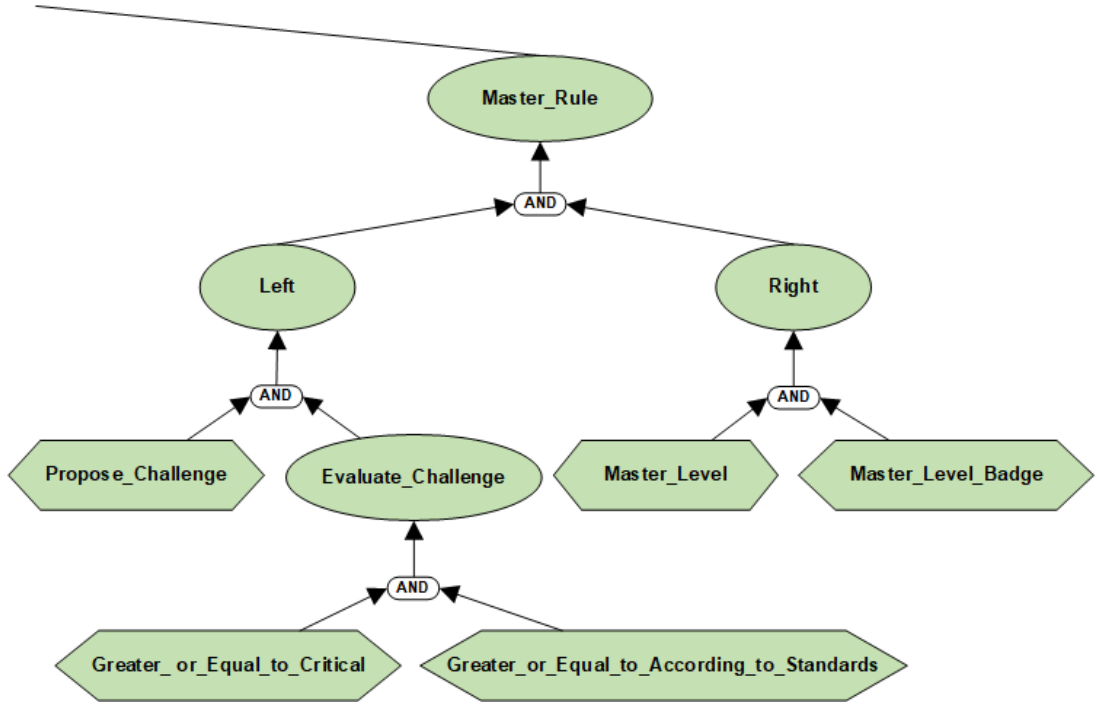 Master_Rule
AND
Left
Right
AND
AND
Propose_Challenge
Evaluate_Challenge
Master_Level
Master_Level_Badge
AND
Greater_ or_Equal_to_Critical
Greater_or_Equal_to_According_to_Standards